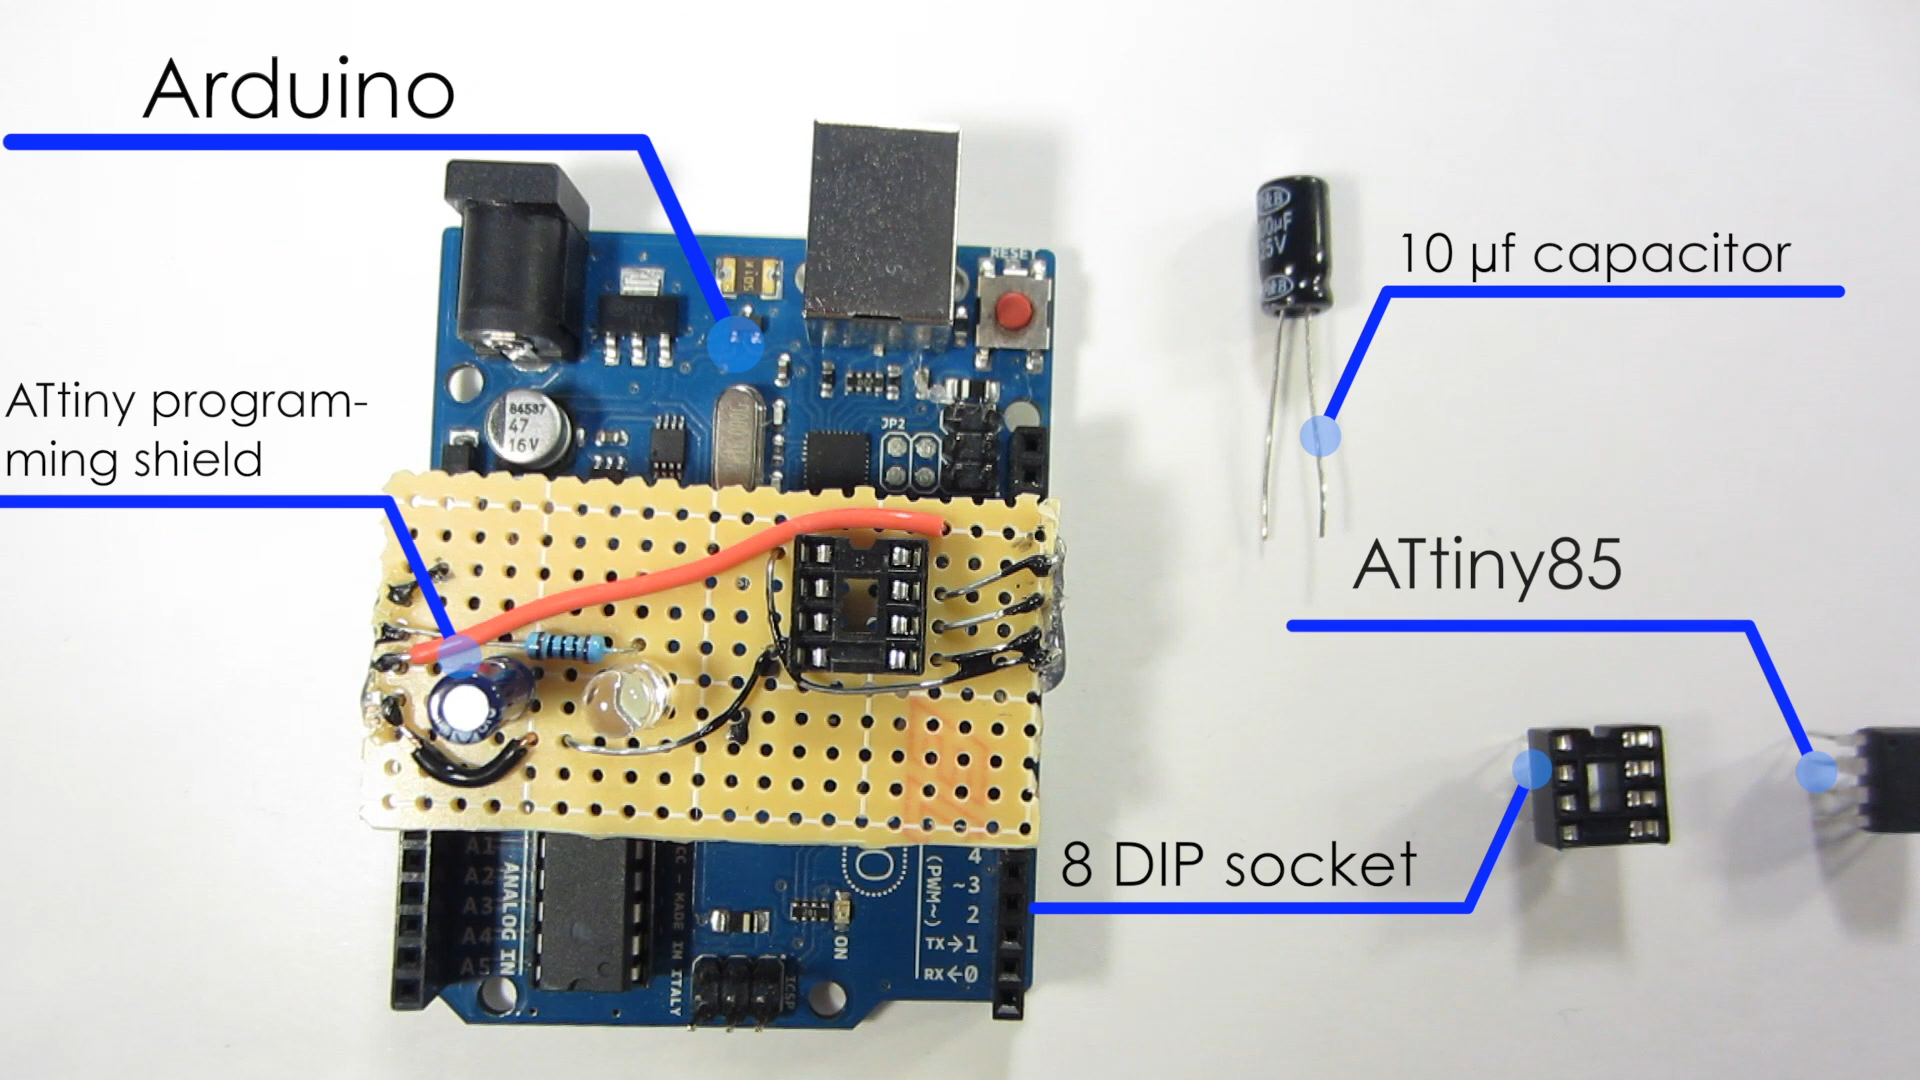 Arduino
10 µf capacitor
ATtiny program-
ming shield
ATtiny85
8 DIP socket
RESET
JP2
84537
47
16V
A1
A2
A3
A4
A5
ANALOG IN
MADE IN ITALY
ICSP
ON
(PWM~)
4
~3
2
TX→1
RX←0